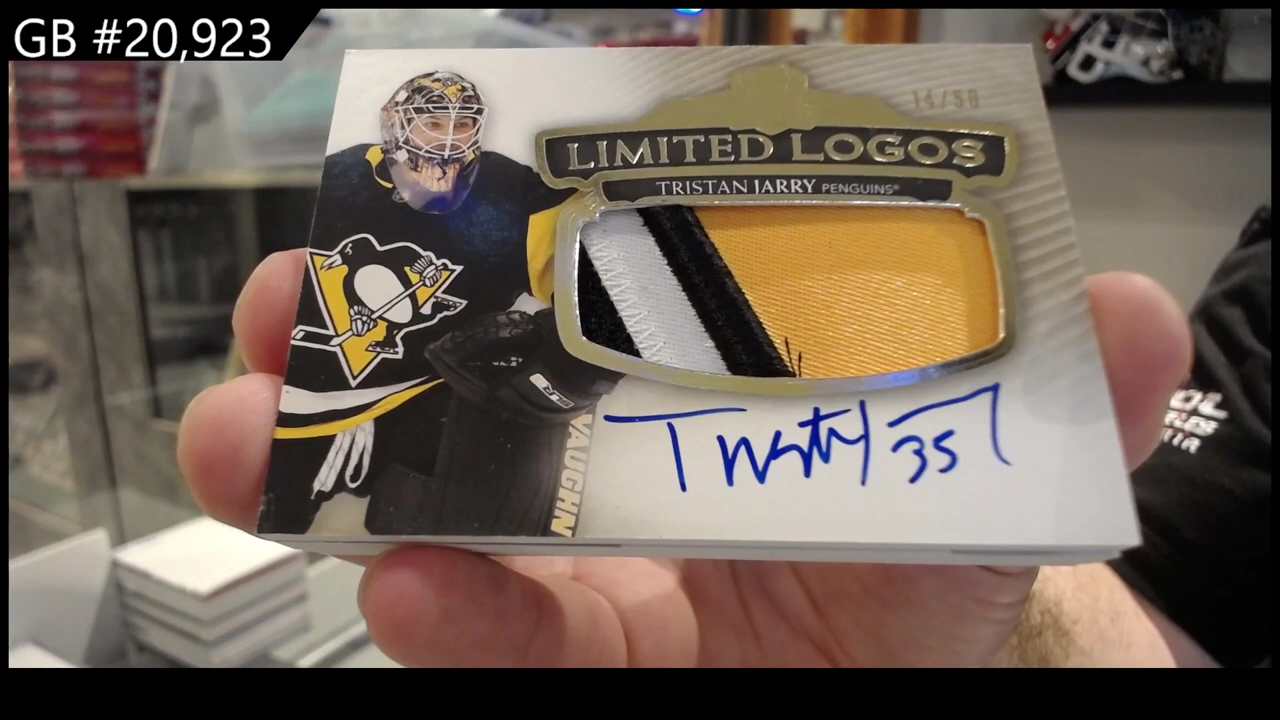 GB #20,923
14/50
LIMITED LOGOS
TRISTAN JARRY PENGUINS®
VAUGHN
35